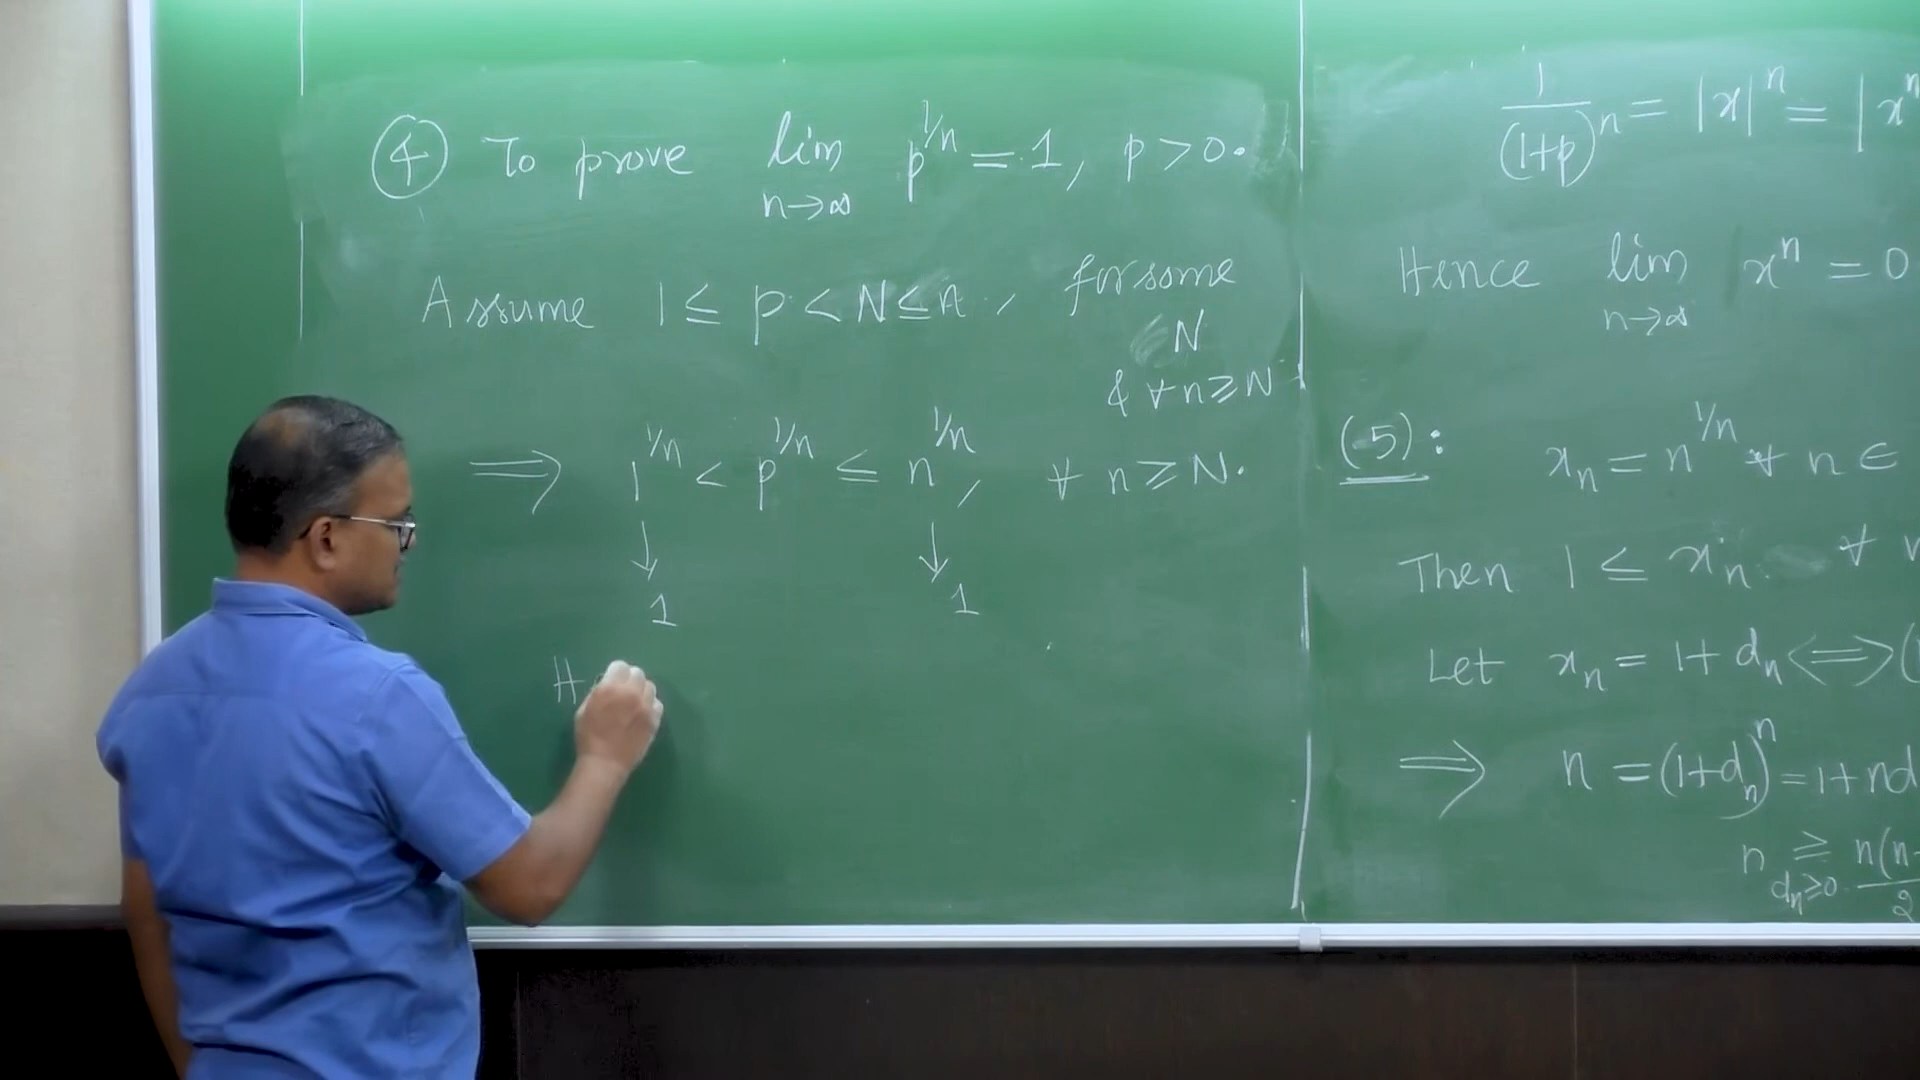 ④ To prove lim n→∞ p^{1/n} = 1, p > 0.
Assume 1 ≤ p < N ≤ n, for some
N
& ∀ n ≥ N
⟹ 1^{1/n} < p^{1/n} ≤ n^{1/n}, ∀ n ≥ N.
↓ ↓
1 1
H
1/(1+p)^n = |x|^n = |x^n
Hence lim n→∞ x^n = 0
(5): x_n = n^{1/n} ∀ n ∈
Then 1 ≤ x_n ∀
Let x_n = 1 + d_n ⟺ (
⟹ n = (1+d_n)^n = 1 + nd
n ≥ n(n-
d_n ≥ 0. 2